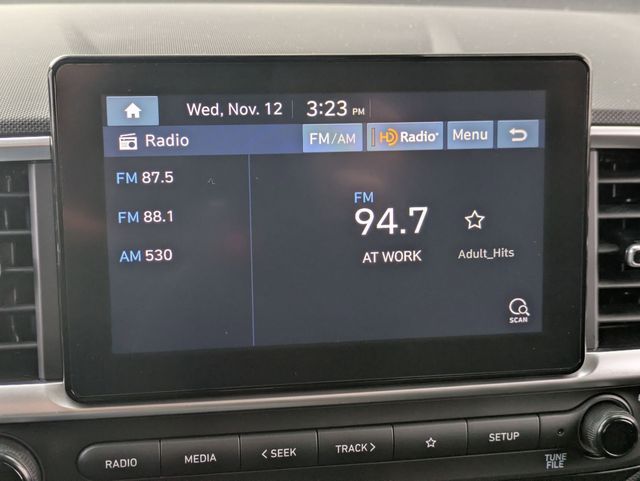 Wed, Nov. 12 3:23 PM
Radio FM/AM HD Radio Menu
FM 87.5
FM 88.1
AM 530
FM
94.7
AT WORK
Adult_Hits
SCAN
RADIO MEDIA < SEEK TRACK > SETUP
TUNE
FILE